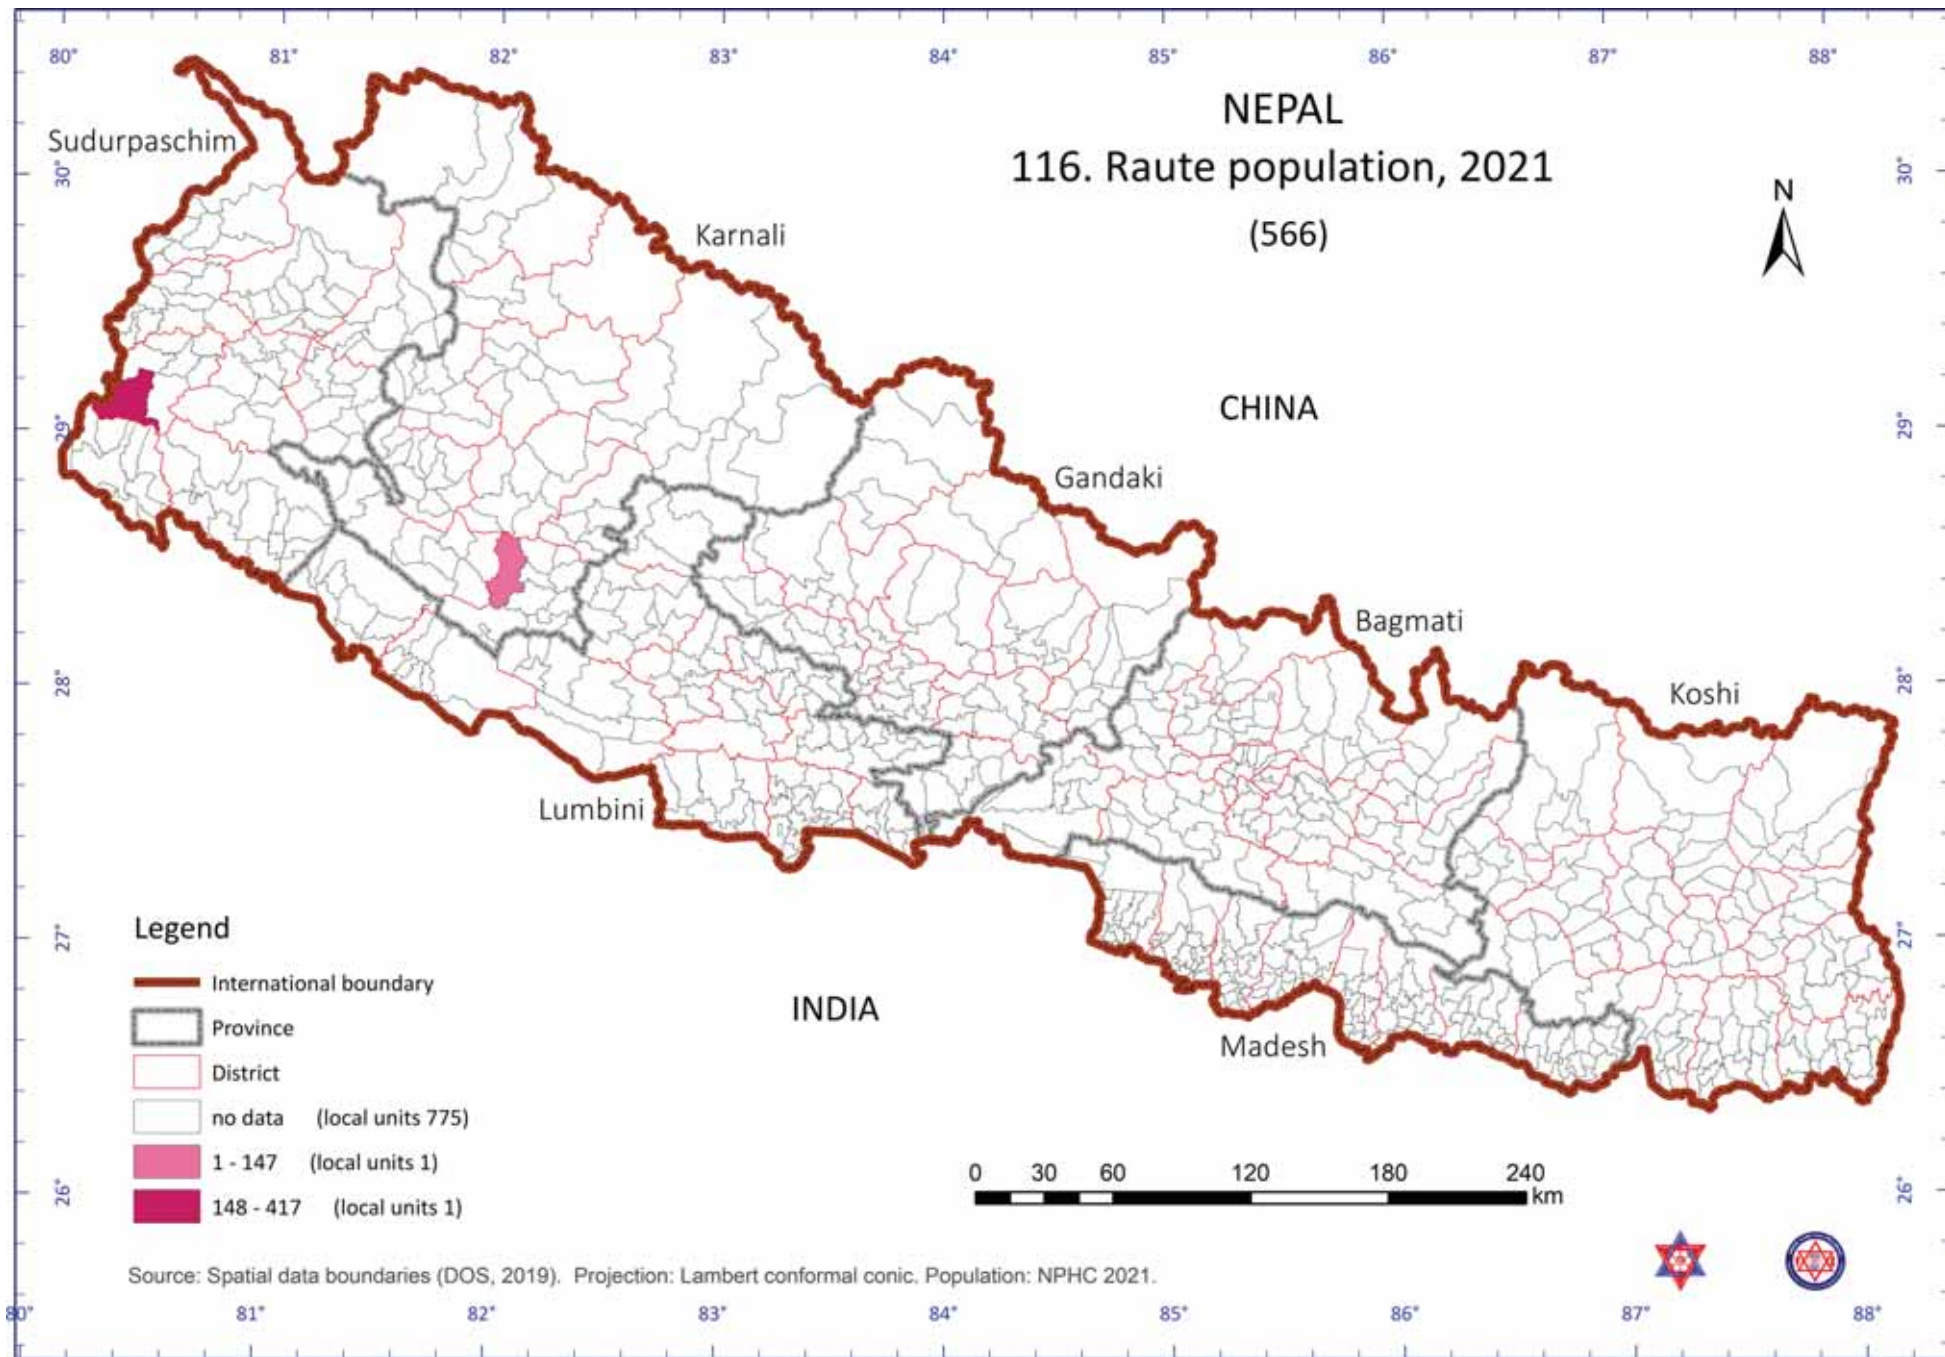 80° 81° 82° 83° 84° 85° 86° 87° 88°
NEPAL
116. Raute population, 2021
(566)
N
Sudurpaschim
30° 30°
Karnali
CHINA
29° 29°
Gandaki
Bagmati
28° 28°
Koshi
Lumbini
Legend
27° 27°
International boundary
INDIA
Province
Madesh
District
no data (local units 775)
1 - 147 (local units 1)
0 30 60 120 180 240
km
26° 26°
148 - 417 (local units 1)
Source: Spatial data boundaries (DOS, 2019). Projection: Lambert conformal conic. Population: NPHC 2021.
80° 81° 82° 83° 84° 85° 86° 87° 88°